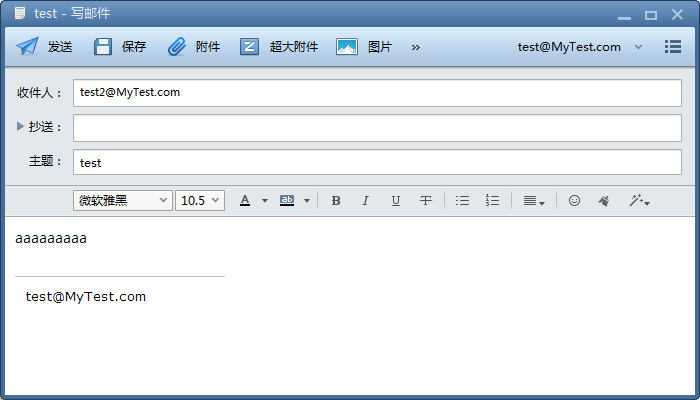 test - 写邮件
发送 保存 附件 超大附件 图片 » test@MyTest.com
收件人： test2@MyTest.com
抄送：
主题： test
微软雅黑 10.5 A ab B I U T
aaaaaaaaa
test@MyTest.com